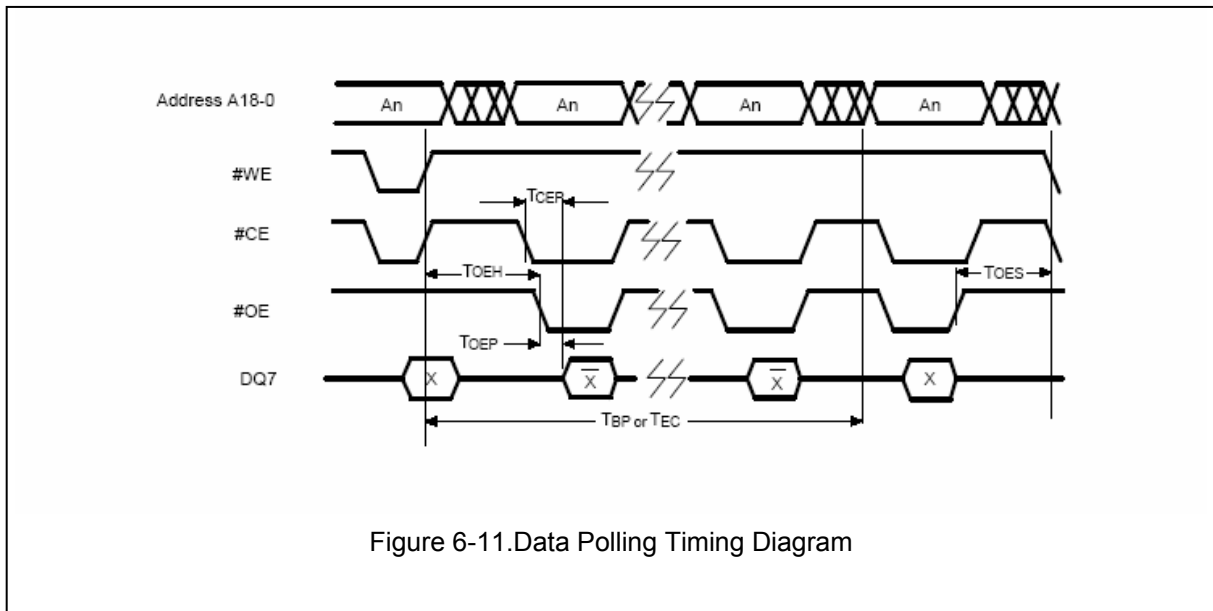 Address A18-0
An
An
An
An
#WE
TCEP
#CE
TOEH
TOES
#OE
TOEP
DQ7
X
X̅
X̅
X
TBP or TEC
Figure 6-11.Data Polling Timing Diagram